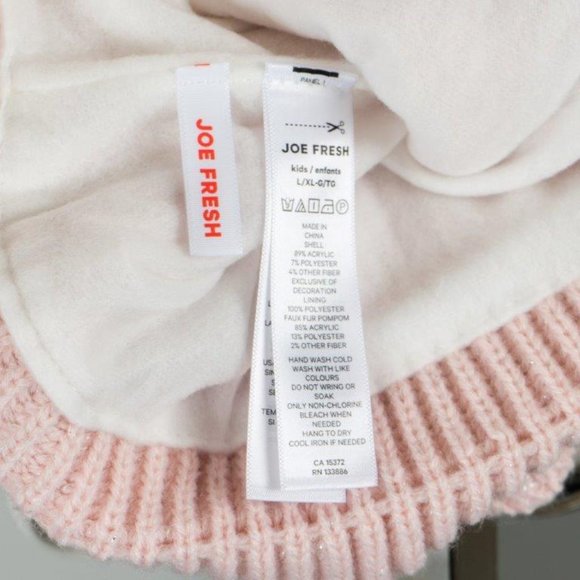 JOE FRESH
PANEL 1
JOE FRESH
kids / enfants
L/XL-G/TG
MADE IN
CHINA
SHELL
89% ACRYLIC
7% POLYESTER
4% OTHER FIBER
EXCLUSIVE OF
DECORATION
LINING
100% POLYESTER
FAUX FUR POMPOM
85% ACRYLIC
13% POLYESTER
2% OTHER FIBER
HAND WASH COLD
WASH WITH LIKE
COLOURS
DO NOT WRING OR
SOAK
ONLY NON-CHLORINE
BLEACH WHEN
NEEDED
HANG TO DRY
COOL IRON IF NEEDED
CA 15372
RN 133886